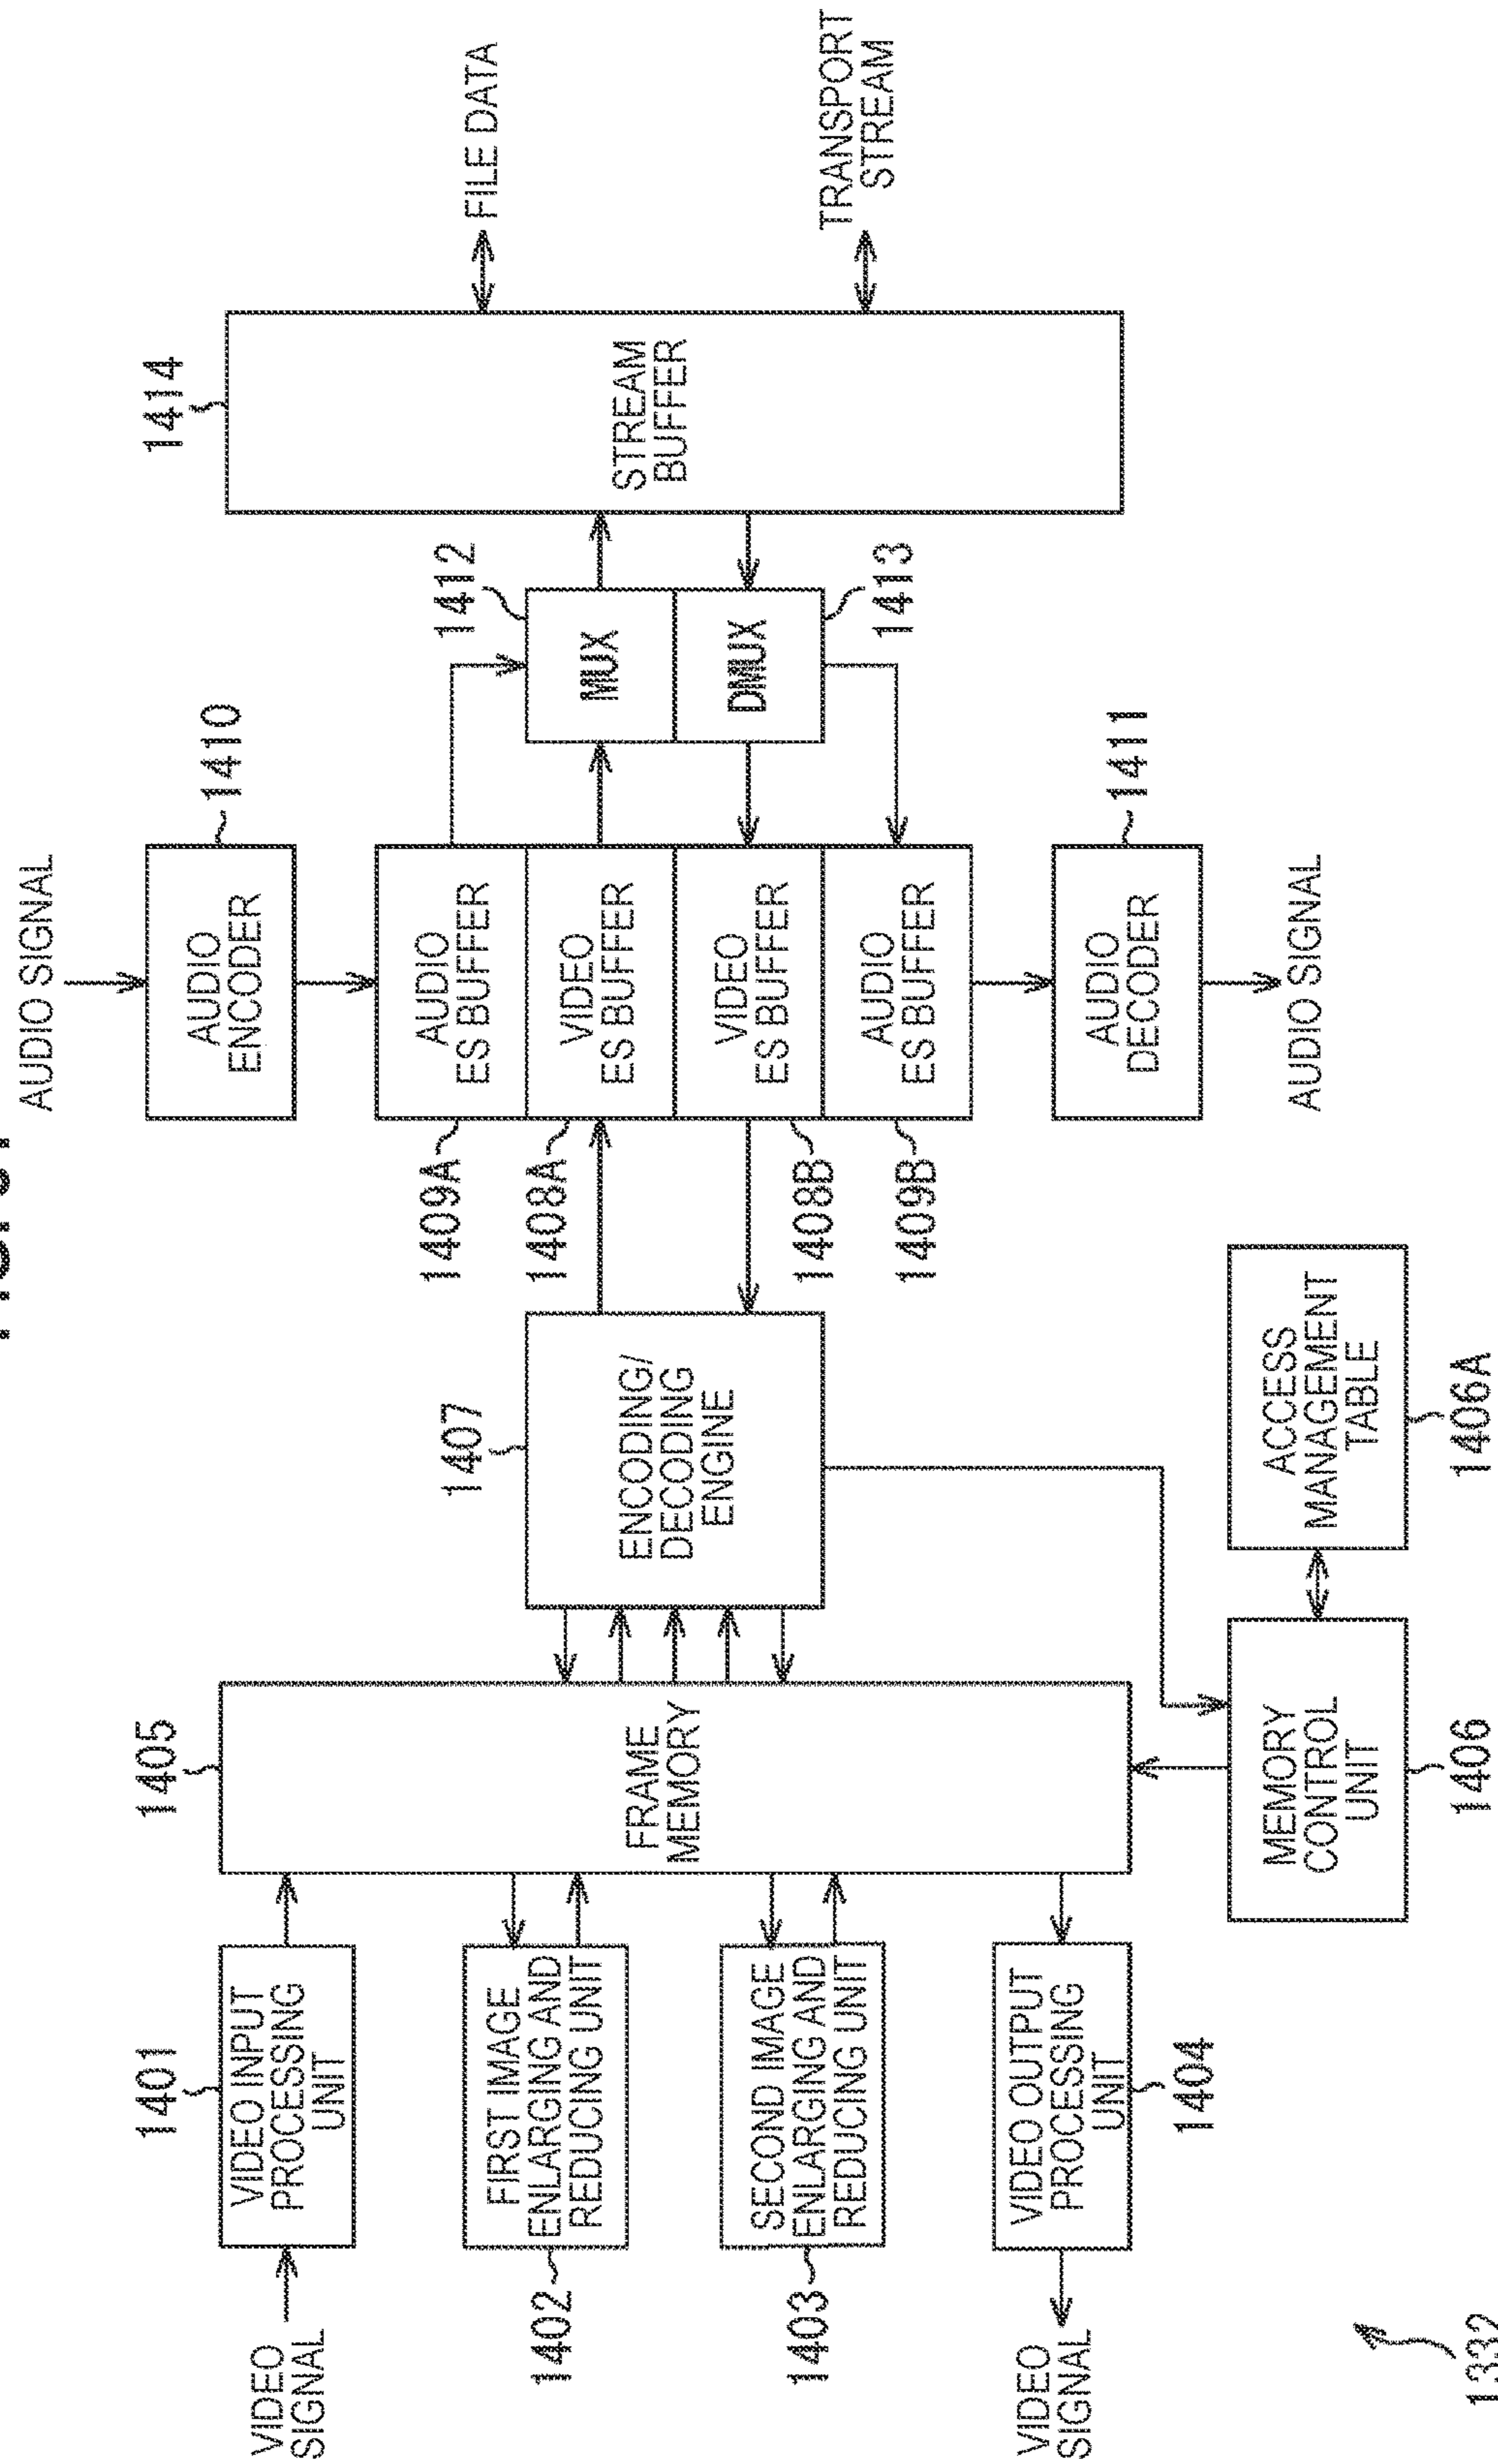 AUDIO SIGNAL
1410
AUDIO
ENCODER
1414
FILE DATA
TRANSPORT
STREAM
STREAM
BUFFER
1412
MUX
DMUX
1413
1409A
AUDIO
ES BUFFER
1408A
VIDEO
ES BUFFER
1408B
VIDEO
ES BUFFER
1409B
AUDIO
ES BUFFER
1411
AUDIO
DECODER
AUDIO SIGNAL
1407
ENCODING/
DECODING
ENGINE
1405
FRAME
MEMORY
1401
VIDEO INPUT
PROCESSING
UNIT
VIDEO
SIGNAL
1402
FIRST IMAGE
ENLARGING AND
REDUCING UNIT
1403
SECOND IMAGE
ENLARGING AND
REDUCING UNIT
1404
VIDEO OUTPUT
PROCESSING
UNIT
VIDEO
SIGNAL
MEMORY
CONTROL
UNIT
1406
ACCESS
MANAGEMENT
TABLE
1406A
1332